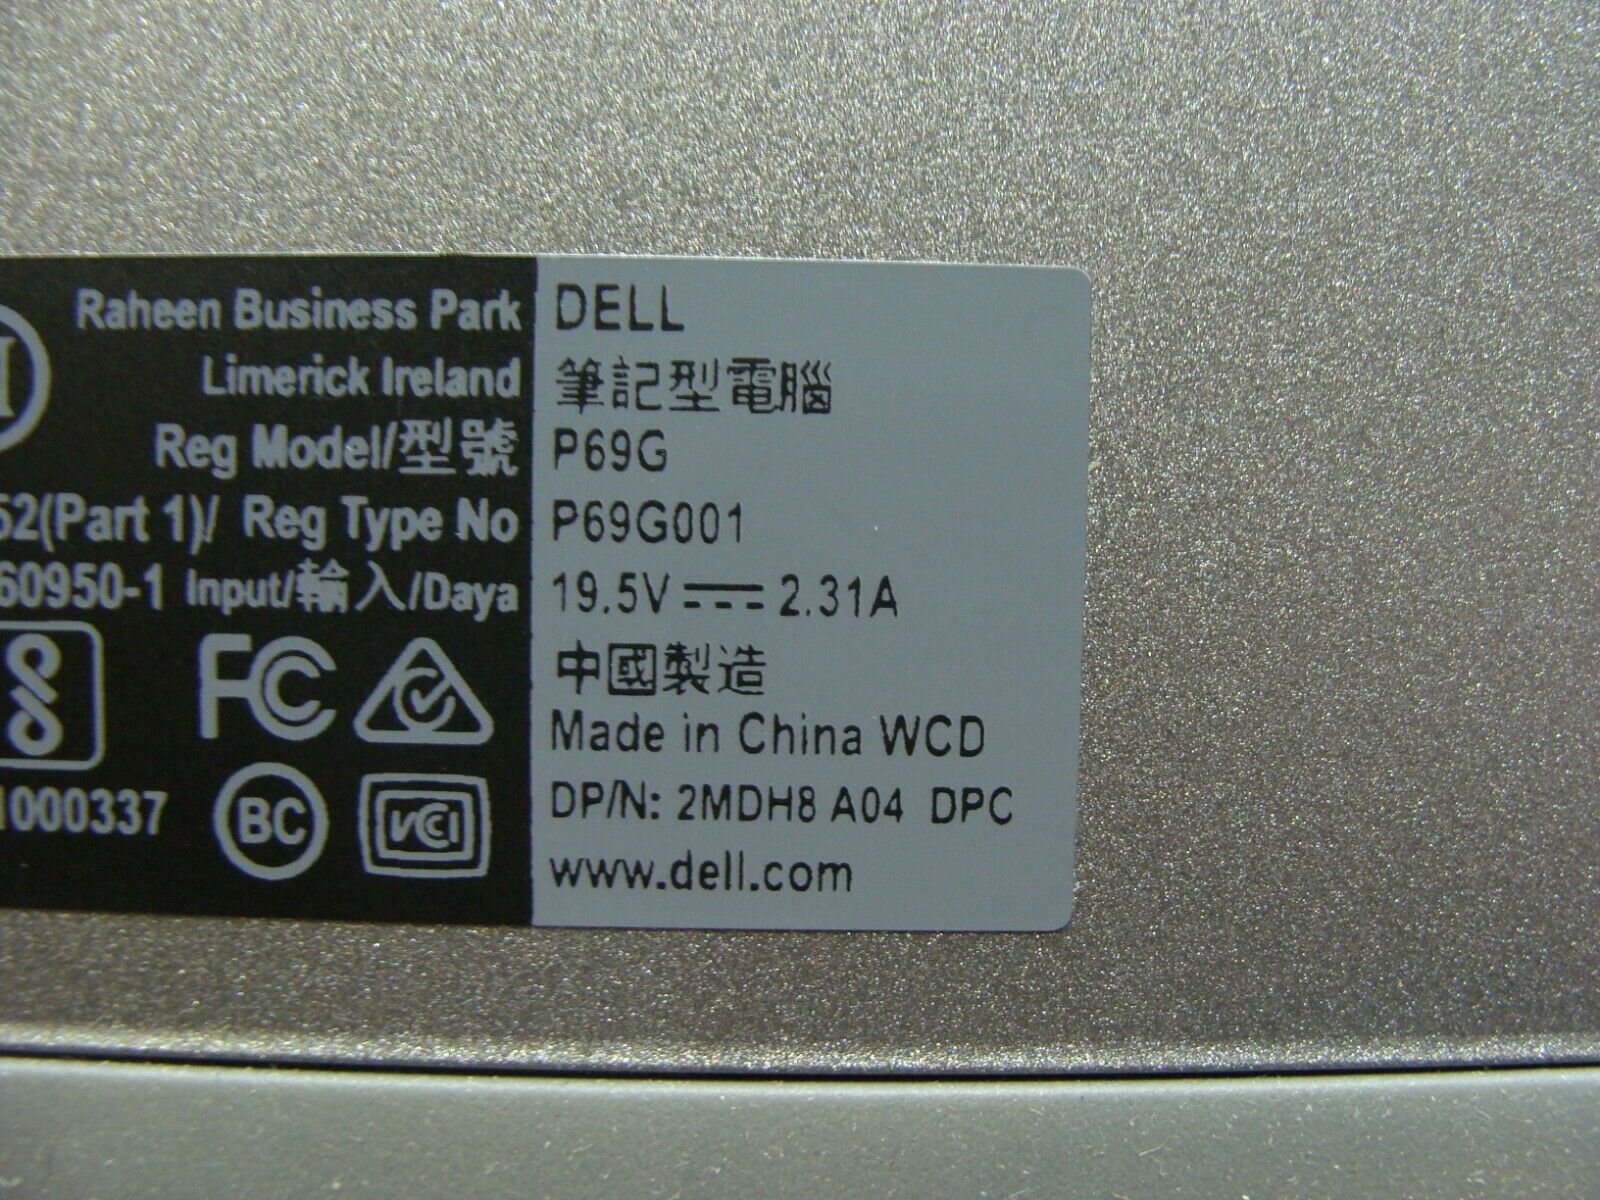 Raheen Business Park DELL
Limerick Ireland 筆記型電腦
Reg Model/型號 P69G
52(Part 1)/ Reg Type No P69G001
60950-1 Input/輸入/Daya 19.5V 2.31A
中國製造
FC
Made in China WCD
1000337 BC VCI DP/N: 2MDH8 A04 DPC
www.dell.com